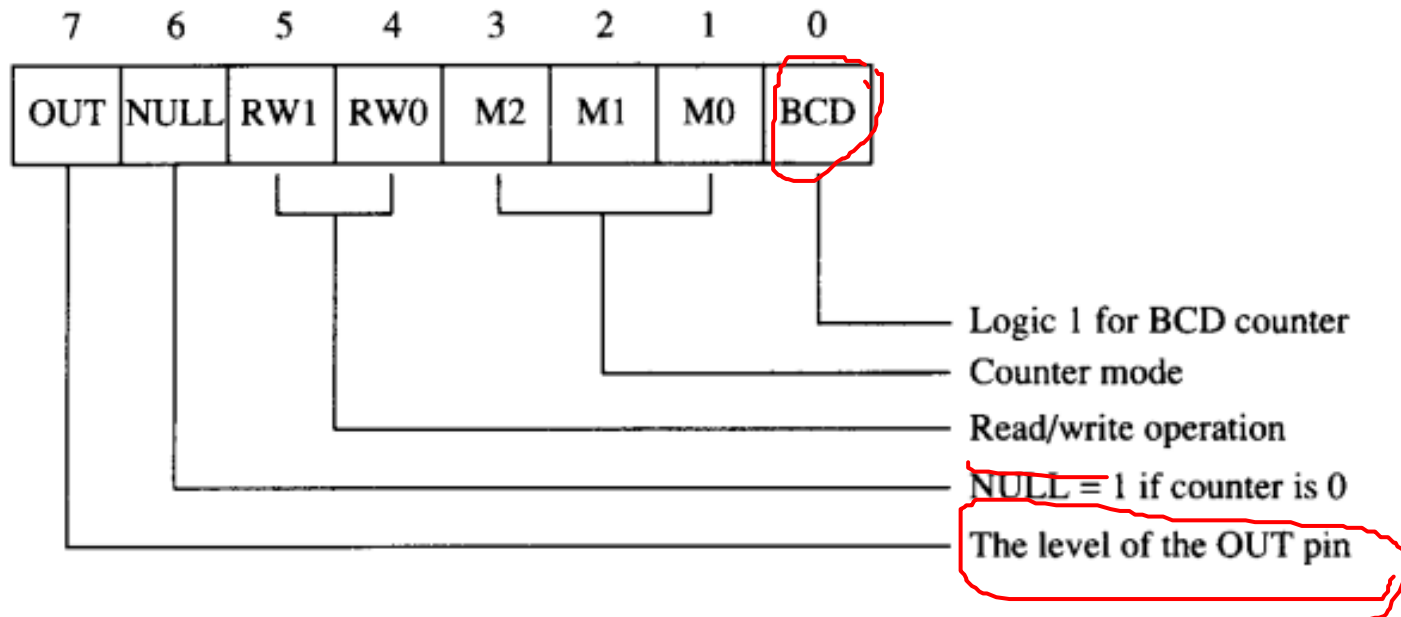 7 6 5 4 3 2 1 0
OUT NULL RW1 RW0 M2 M1 M0 BCD
Logic 1 for BCD counter
Counter mode
Read/write operation
NULL = 1 if counter is 0
The level of the OUT pin